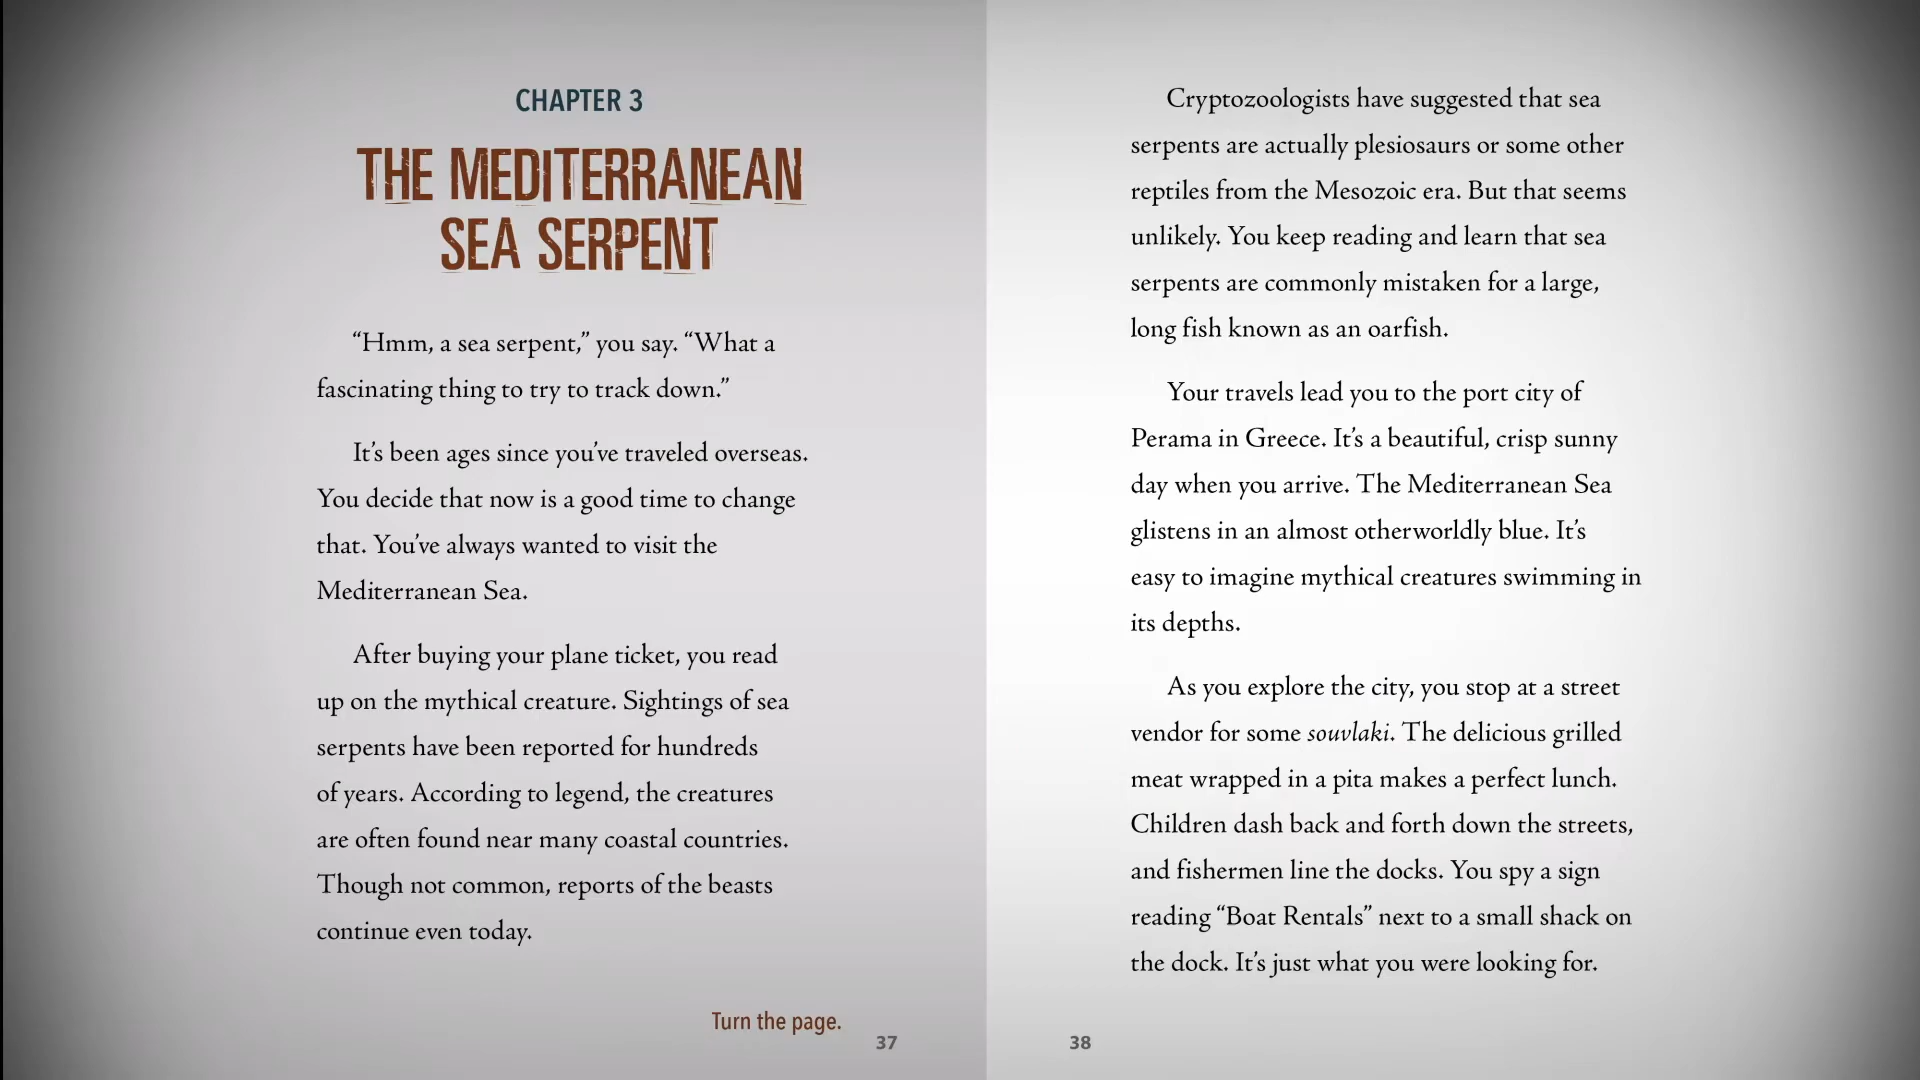 CHAPTER 3
THE MEDITERRANEAN
SEA SERPENT
“Hmm, a sea serpent,” you say. “What a
fascinating thing to try to track down.”
It’s been ages since you’ve traveled overseas.
You decide that now is a good time to change
that. You’ve always wanted to visit the
Mediterranean Sea.
After buying your plane ticket, you read
up on the mythical creature. Sightings of sea
serpents have been reported for hundreds
of years. According to legend, the creatures
are often found near many coastal countries.
Though not common, reports of the beasts
continue even today.
Turn the page.
37
Cryptozoologists have suggested that sea
serpents are actually plesiosaurs or some other
reptiles from the Mesozoic era. But that seems
unlikely. You keep reading and learn that sea
serpents are commonly mistaken for a large,
long fish known as an oarfish.
Your travels lead you to the port city of
Perama in Greece. It’s a beautiful, crisp sunny
day when you arrive. The Mediterranean Sea
glistens in an almost otherworldly blue. It’s
easy to imagine mythical creatures swimming in
its depths.
As you explore the city, you stop at a street
vendor for some souvlaki. The delicious grilled
meat wrapped in a pita makes a perfect lunch.
Children dash back and forth down the streets,
and fishermen line the docks. You spy a sign
reading “Boat Rentals” next to a small shack on
the dock. It’s just what you were looking for.
38